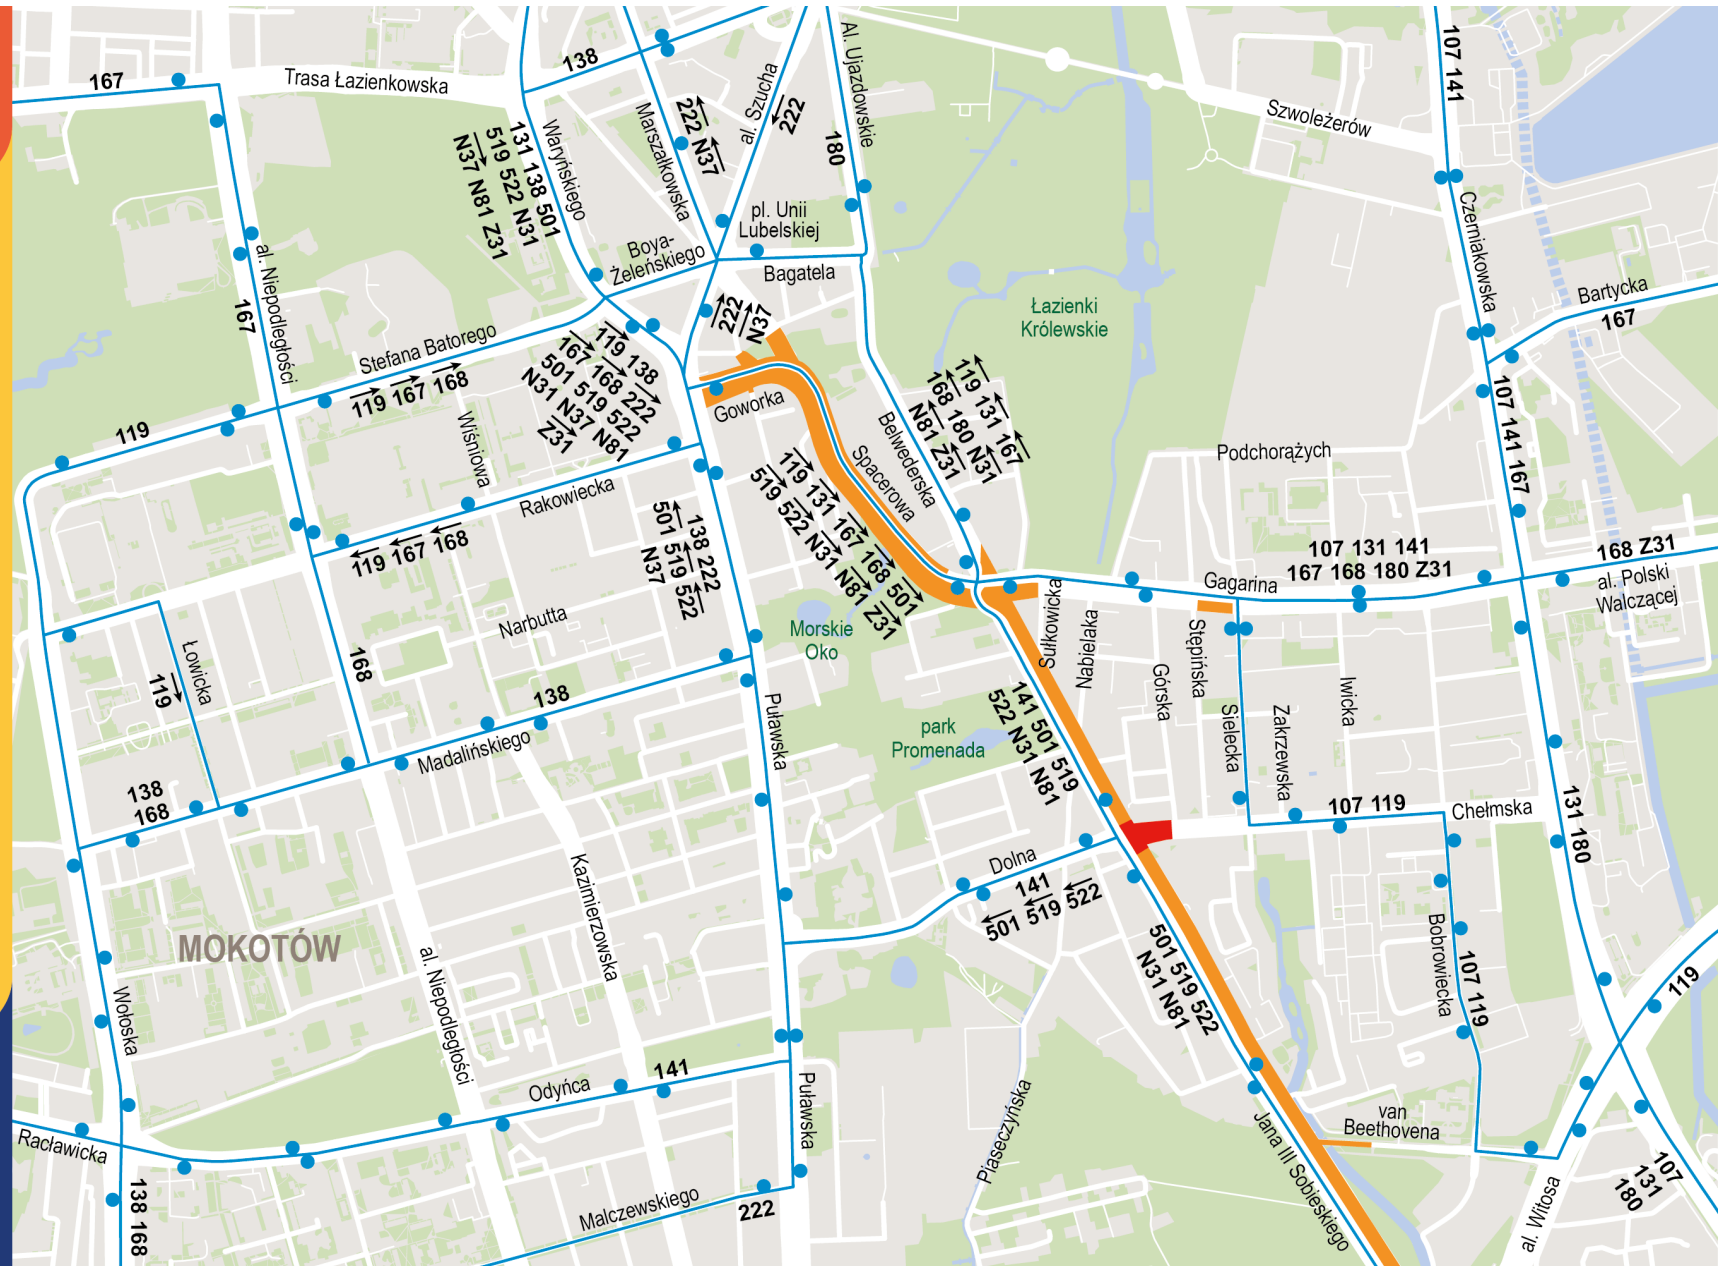 167
Trasa Łazienkowska
138
Al. Ujazdowskie
107 141
al. Szucha
222
Marszałkowska
222 N37
180
Szwoleżerów
Waryńskiego
131 138 501
519 522 N31
N37 N81 Z31
pl. Unii
Lubelskiej
Boya-
Żeleńskiego
Bagatela
al. Niepodległości
167
Czerniakowska
Bartycka
167
Łazienki
Królewskie
222
N37
Stefana Batorego
119 167 168
119 138
167 168 222
501 519 522
N31 N37 N81
Z31
119
Wiśniowa
Goworka
Belwederska
119 131 167
168 180 N31
N81 Z31
107 141 167
Podchorążych
Rakowiecka
119 167 168
Spacerowa
119 131 167 168 501
519 522 N31 N81 Z31
138 222
501 519 522
N37
107 131 141
167 168 180 Z31
168 Z31
al. Polski
Walczącej
Gagarina
Narbutta
Morskie
Oko
Sułkowicka
Nabielaka
Górska
Stępińska
Iwicka
Łowicka
119
168
138
Madalińskiego
Puławska
park
Promenada
141 501 519
522 N31 N81
Sielecka
Zakrzewska
138
168
107 119
Chełmska
131 180
Dolna
141
501 519 522
Kazimierzowska
MOKOTÓW
al. Niepodległości
501 519 522
N31 N81
Bobrowiecka
107 119
119
Wołoska
141
Odyńca
Puławska
Piaseczyńska
van
Beethovena
Jana III Sobieskiego
Racławicka
138 168
Malczewskiego
222
al. Witosa
107
131
180